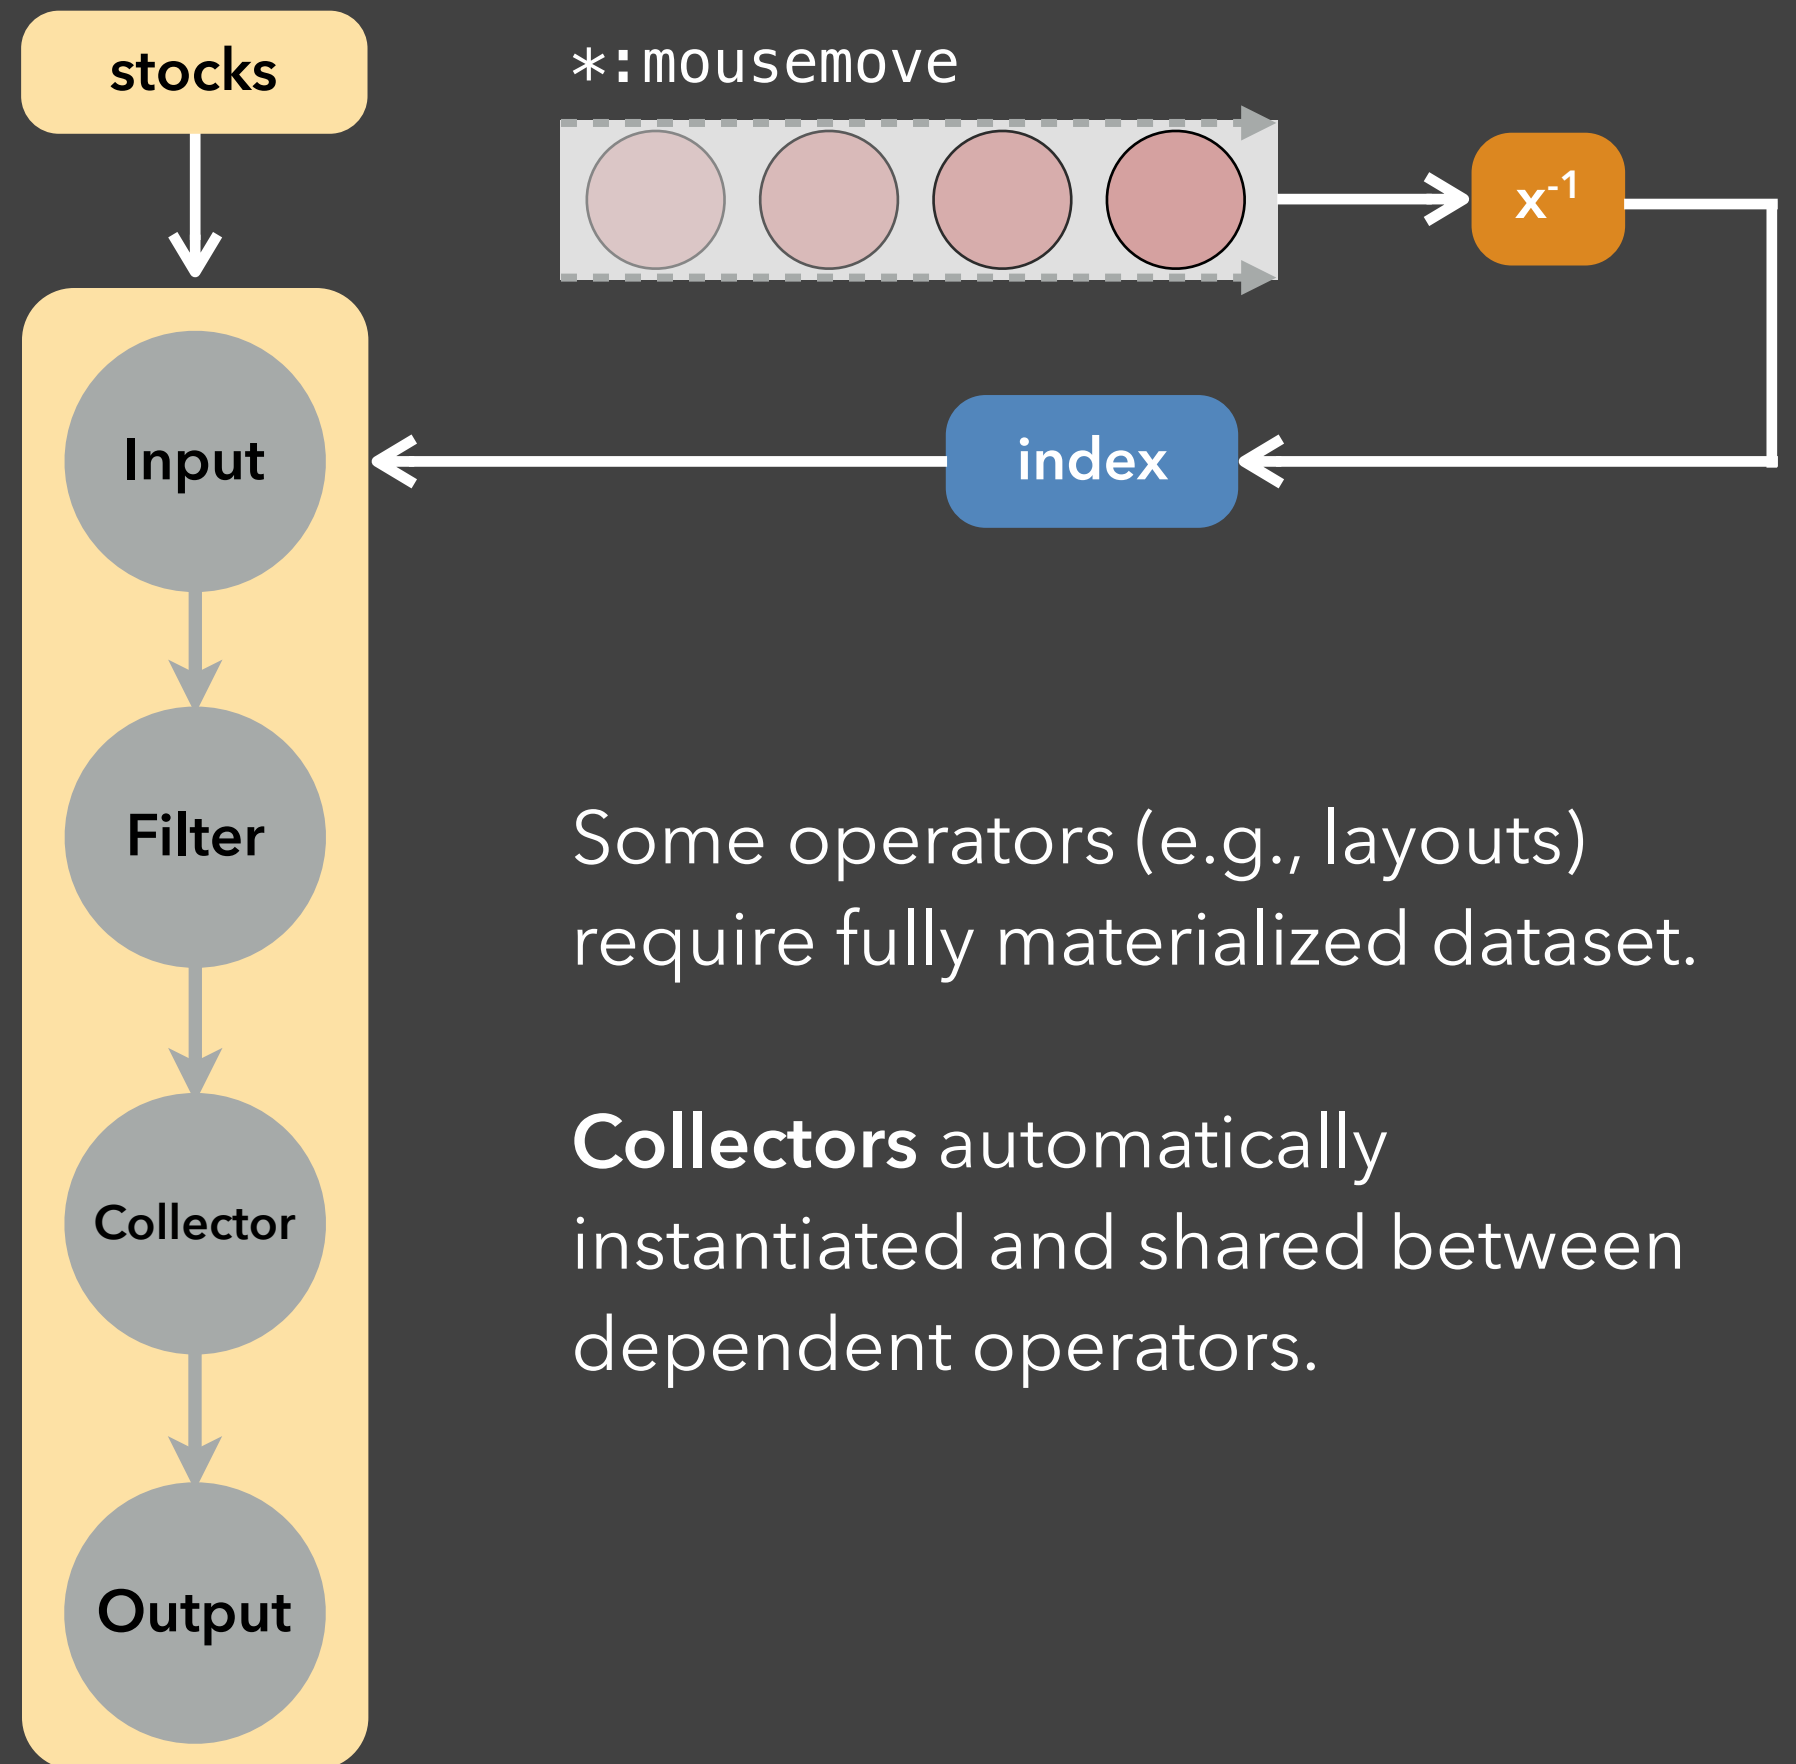 stocks
*:mousemove
x-1
Input
index
Filter
Collector
Output
Some operators (e.g., layouts)
require fully materialized dataset.
Collectors automatically
instantiated and shared between
dependent operators.